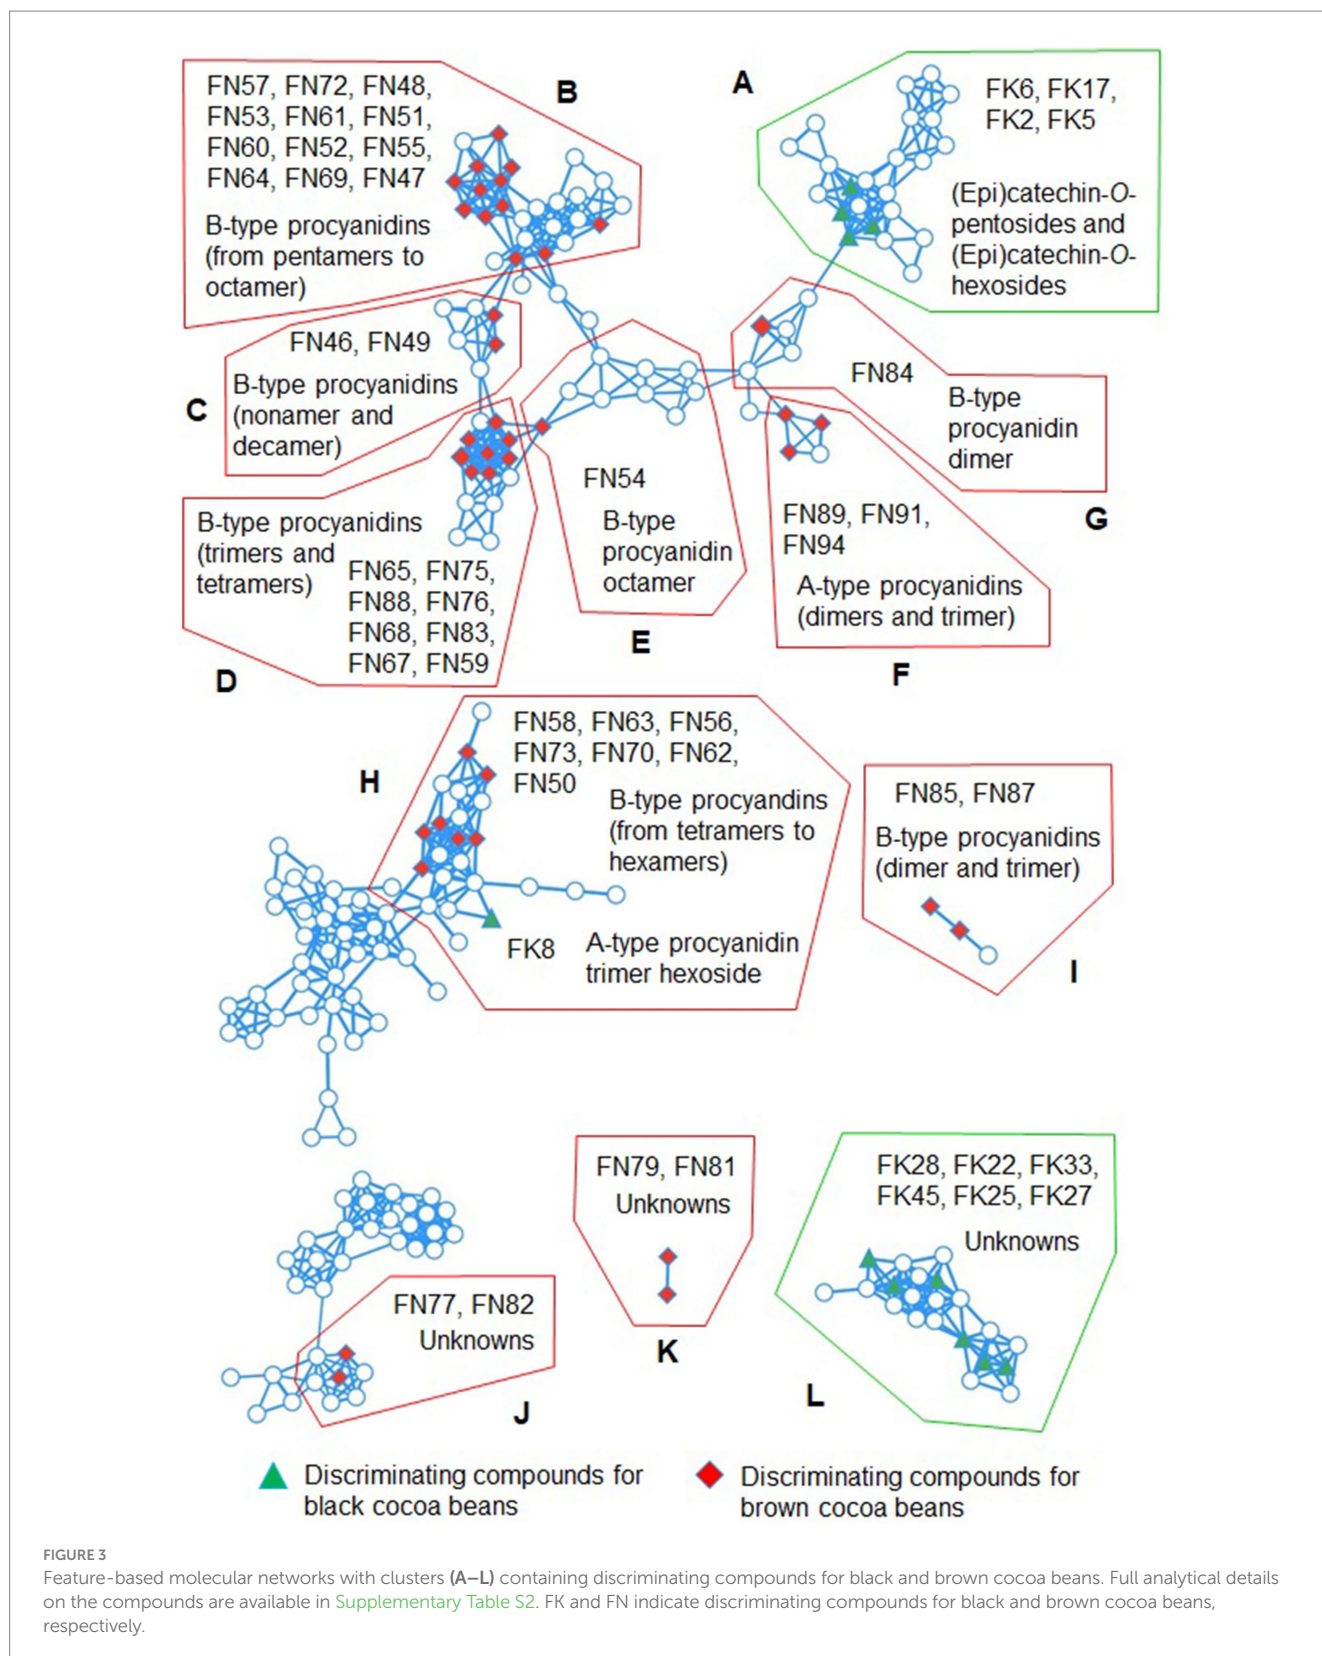 B
FN57, FN72, FN48,
FN53, FN61, FN51,
FN60, FN52, FN55,
FN64, FN69, FN47
B-type procyanidins
(from pentamers to
octamer)
A
FK6, FK17,
FK2, FK5
(Epi)catechin-O-
pentosides and
(Epi)catechin-O-
hexosides
C
FN46, FN49
B-type procyanidins
(nonamer and
decamer)
FN84
B-type
procyanidin
dimer
G
D
B-type procyanidins
(trimers and
tetramers)
FN65, FN75,
FN88, FN76,
FN68, FN83,
FN67, FN59
FN54
B-type
procyanidin
octamer
E
FN89, FN91,
FN94
A-type procyanidins
(dimers and trimer)
F
H
FN58, FN63, FN56,
FN73, FN70, FN62,
FN50
B-type procyandins
(from tetramers to
hexamers)
FK8
A-type procyanidin
trimer hexoside
FN85, FN87
B-type procyanidins
(dimer and trimer)
I
FN77, FN82
Unknowns
J
FN79, FN81
Unknowns
K
FK28, FK22, FK33,
FK45, FK25, FK27
Unknowns
L
Discriminating compounds for
black cocoa beans
Discriminating compounds for
brown cocoa beans
FIGURE 3
Feature-based molecular networks with clusters (A–L) containing discriminating compounds for black and brown cocoa beans. Full analytical details
on the compounds are available in Supplementary Table S2. FK and FN indicate discriminating compounds for black and brown cocoa beans,
respectively.